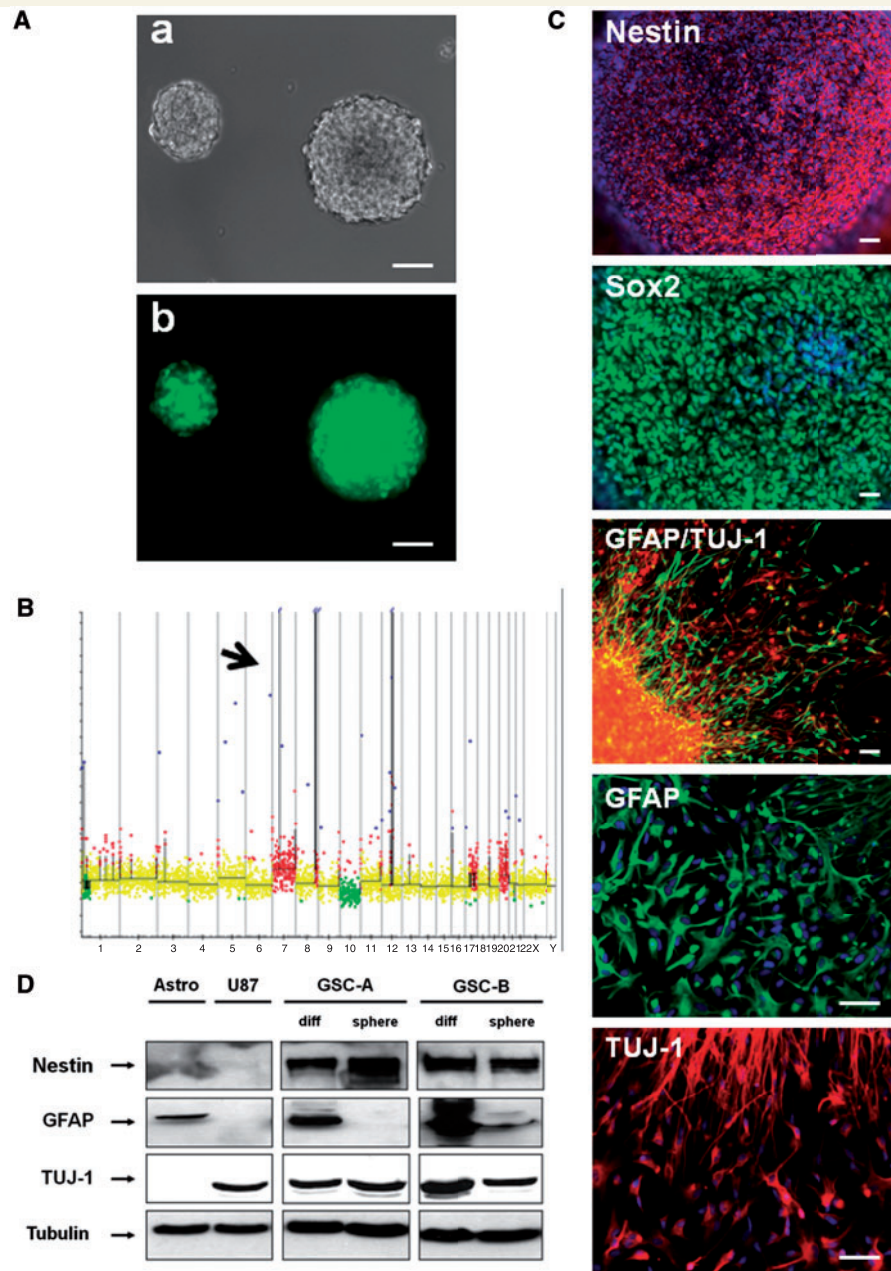 A
a
b
B
1 2 3 4 5 6 7 8 9 10 11 12 13 14 15 16 17 18 19 20 21 22 X Y
C
Nestin
Sox2
GFAP/TUJ-1
GFAP
TUJ-1
D
Astro U87 GSC-A GSC-B
diff sphere diff sphere
Nestin
GFAP
TUJ-1
Tubulin